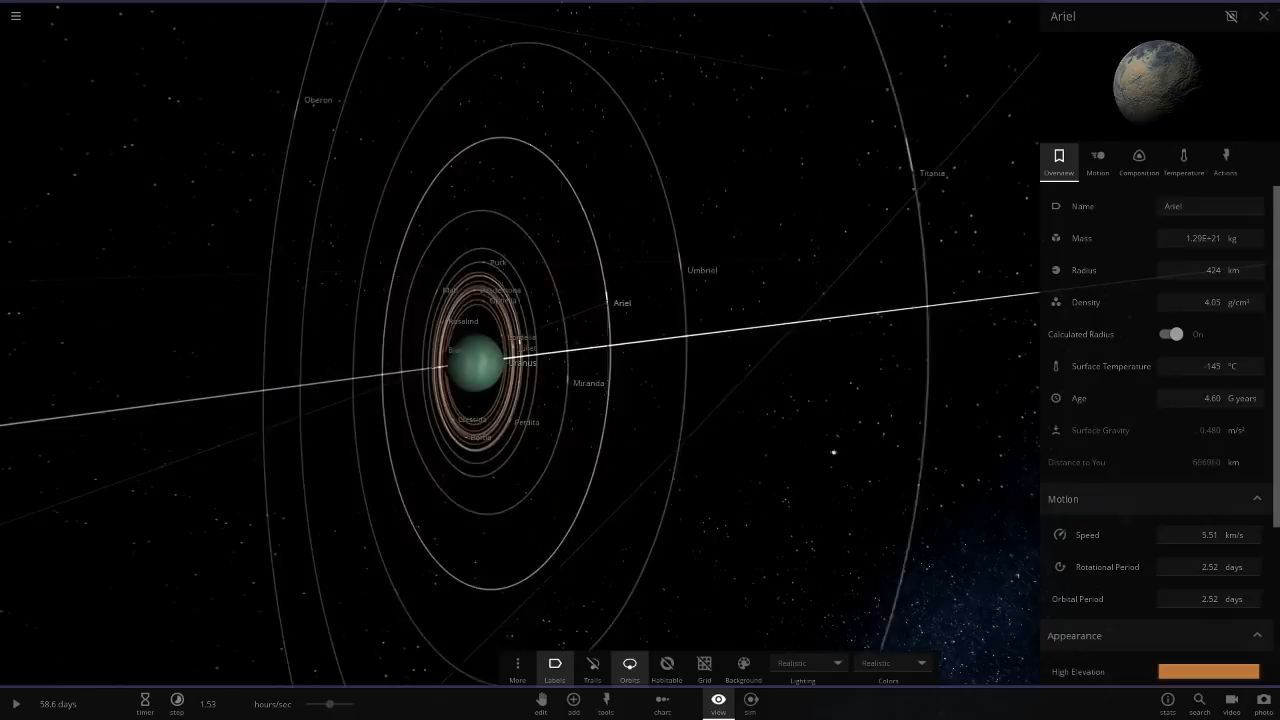 Ariel
Oberon
Titania
Umbriel
Ariel
Puck
Mab
Rosalind
Uranus
Miranda
Cressida
Perdita
Portia
Overview Motion Composition Temperature Actions
Name Ariel
Mass 1.29E+21 kg
Radius 424 km
Density 4.05 g/cm³
Calculated Radius On
Surface Temperature -145 °C
Age 4.60 G years
Surface Gravity 0.480 m/s²
Distance to You km
Motion
Speed 5.51 km/s
Rotational Period 2.52 days
Orbital Period 2.52 days
Appearance
High Elevation
More Labels Trails Orbits Habitable Grid Background
Realistic Realistic
Lighting Colors
58.6 days timer step 1.53 hours/sec edit add tools chart view sim stats search video photo